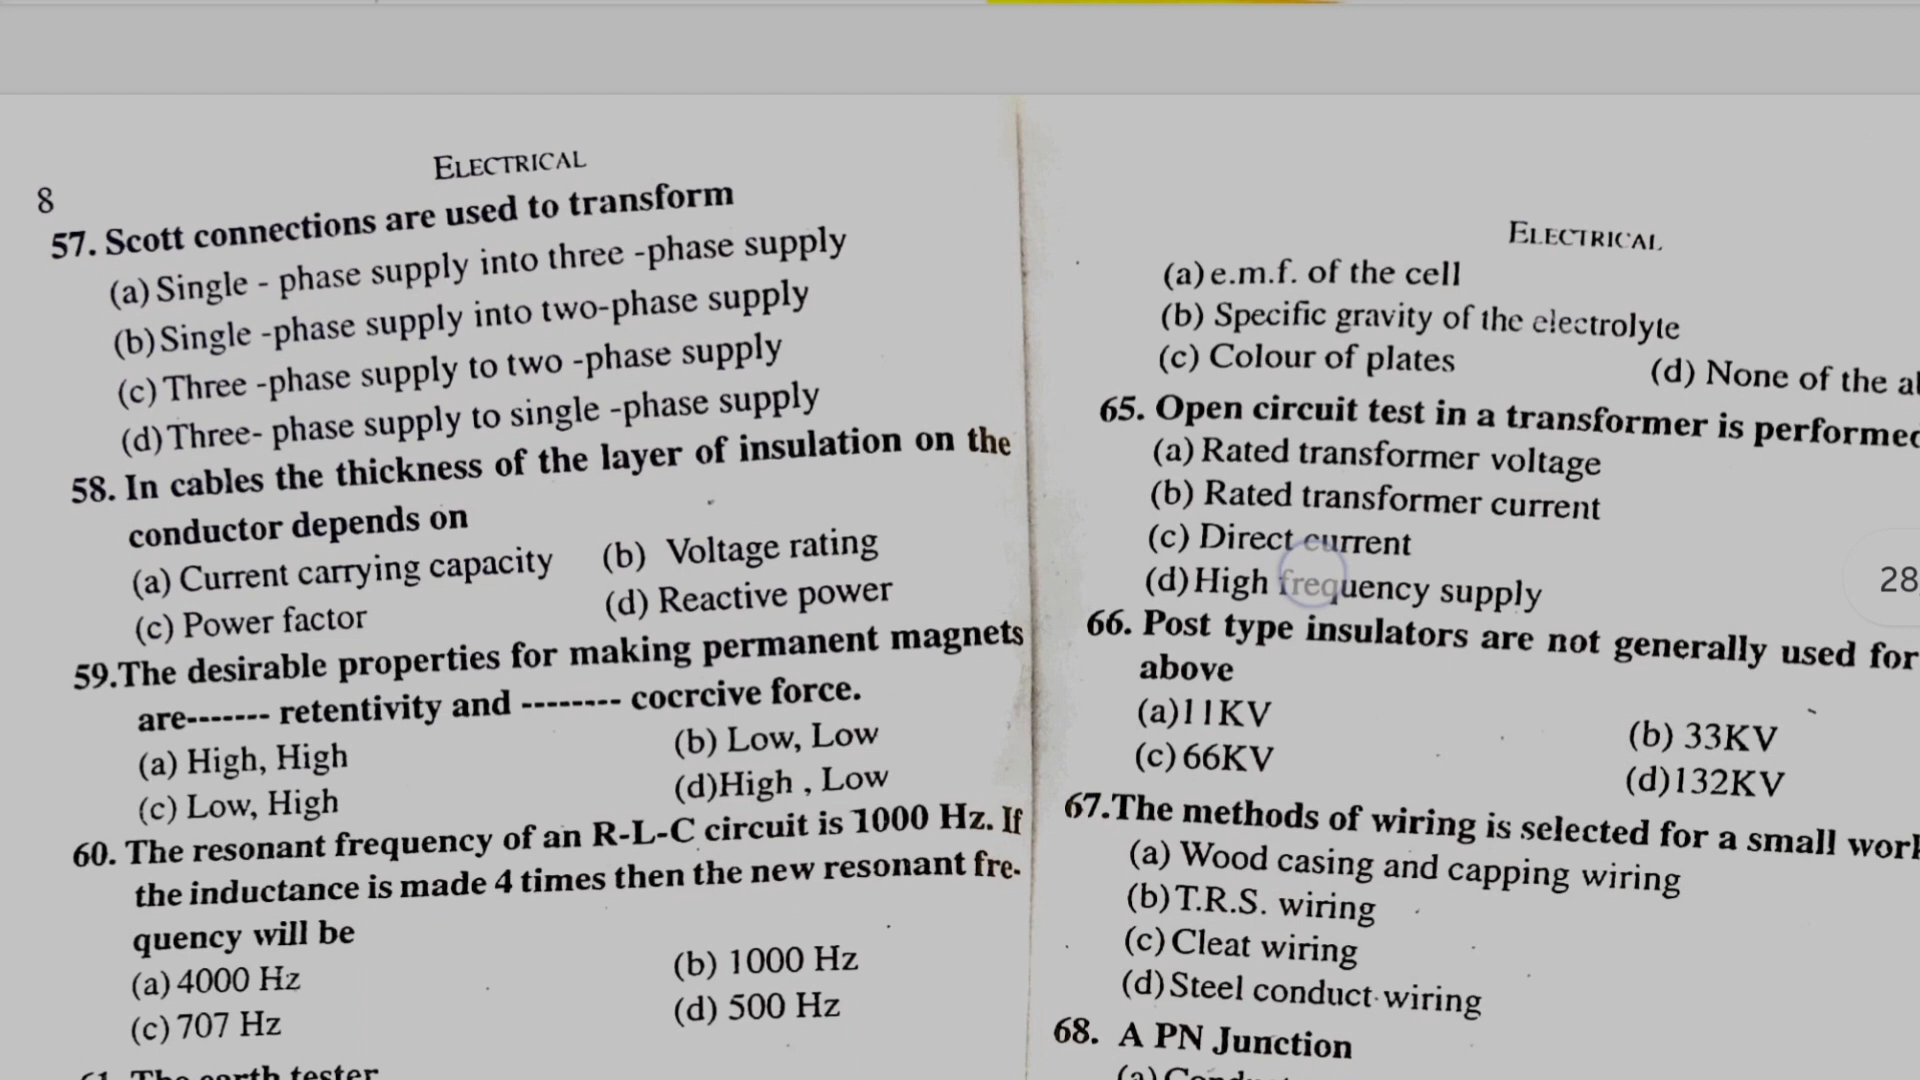 8
ELECTRICAL
57. Scott connections are used to transform
(a) Single - phase supply into three -phase supply
(b) Single -phase supply into two-phase supply
(c) Three -phase supply to two -phase supply
(d) Three- phase supply to single -phase supply
58. In cables the thickness of the layer of insulation on the
conductor depends on
(a) Current carrying capacity (b) Voltage rating
(c) Power factor (d) Reactive power
59.The desirable properties for making permanent magnets
are------- retentivity and -------- cocrcive force.
(a) High, High (b) Low, Low
(c) Low, High (d)High , Low
60. The resonant frequency of an R-L-C circuit is 1000 Hz. If
the inductance is made 4 times then the new resonant fre-
quency will be
(a) 4000 Hz (b) 1000 Hz
(c) 707 Hz (d) 500 Hz
61. The earth tester
ELECTRICAL
(a) e.m.f. of the cell
(b) Specific gravity of the electrolyte
(c) Colour of plates (d) None of the
65. Open circuit test in a transformer is performed
(a) Rated transformer voltage
(b) Rated transformer current
(c) Direct current
(d) High frequency supply
28
66. Post type insulators are not generally used for
above
(a)11KV (b) 33KV
(c) 66KV (d)132KV
67.The methods of wiring is selected for a small
(a) Wood casing and capping wiring
(b) T.R.S. wiring
(c) Cleat wiring
(d) Steel conduct wiring
68. A PN Junction
(a)